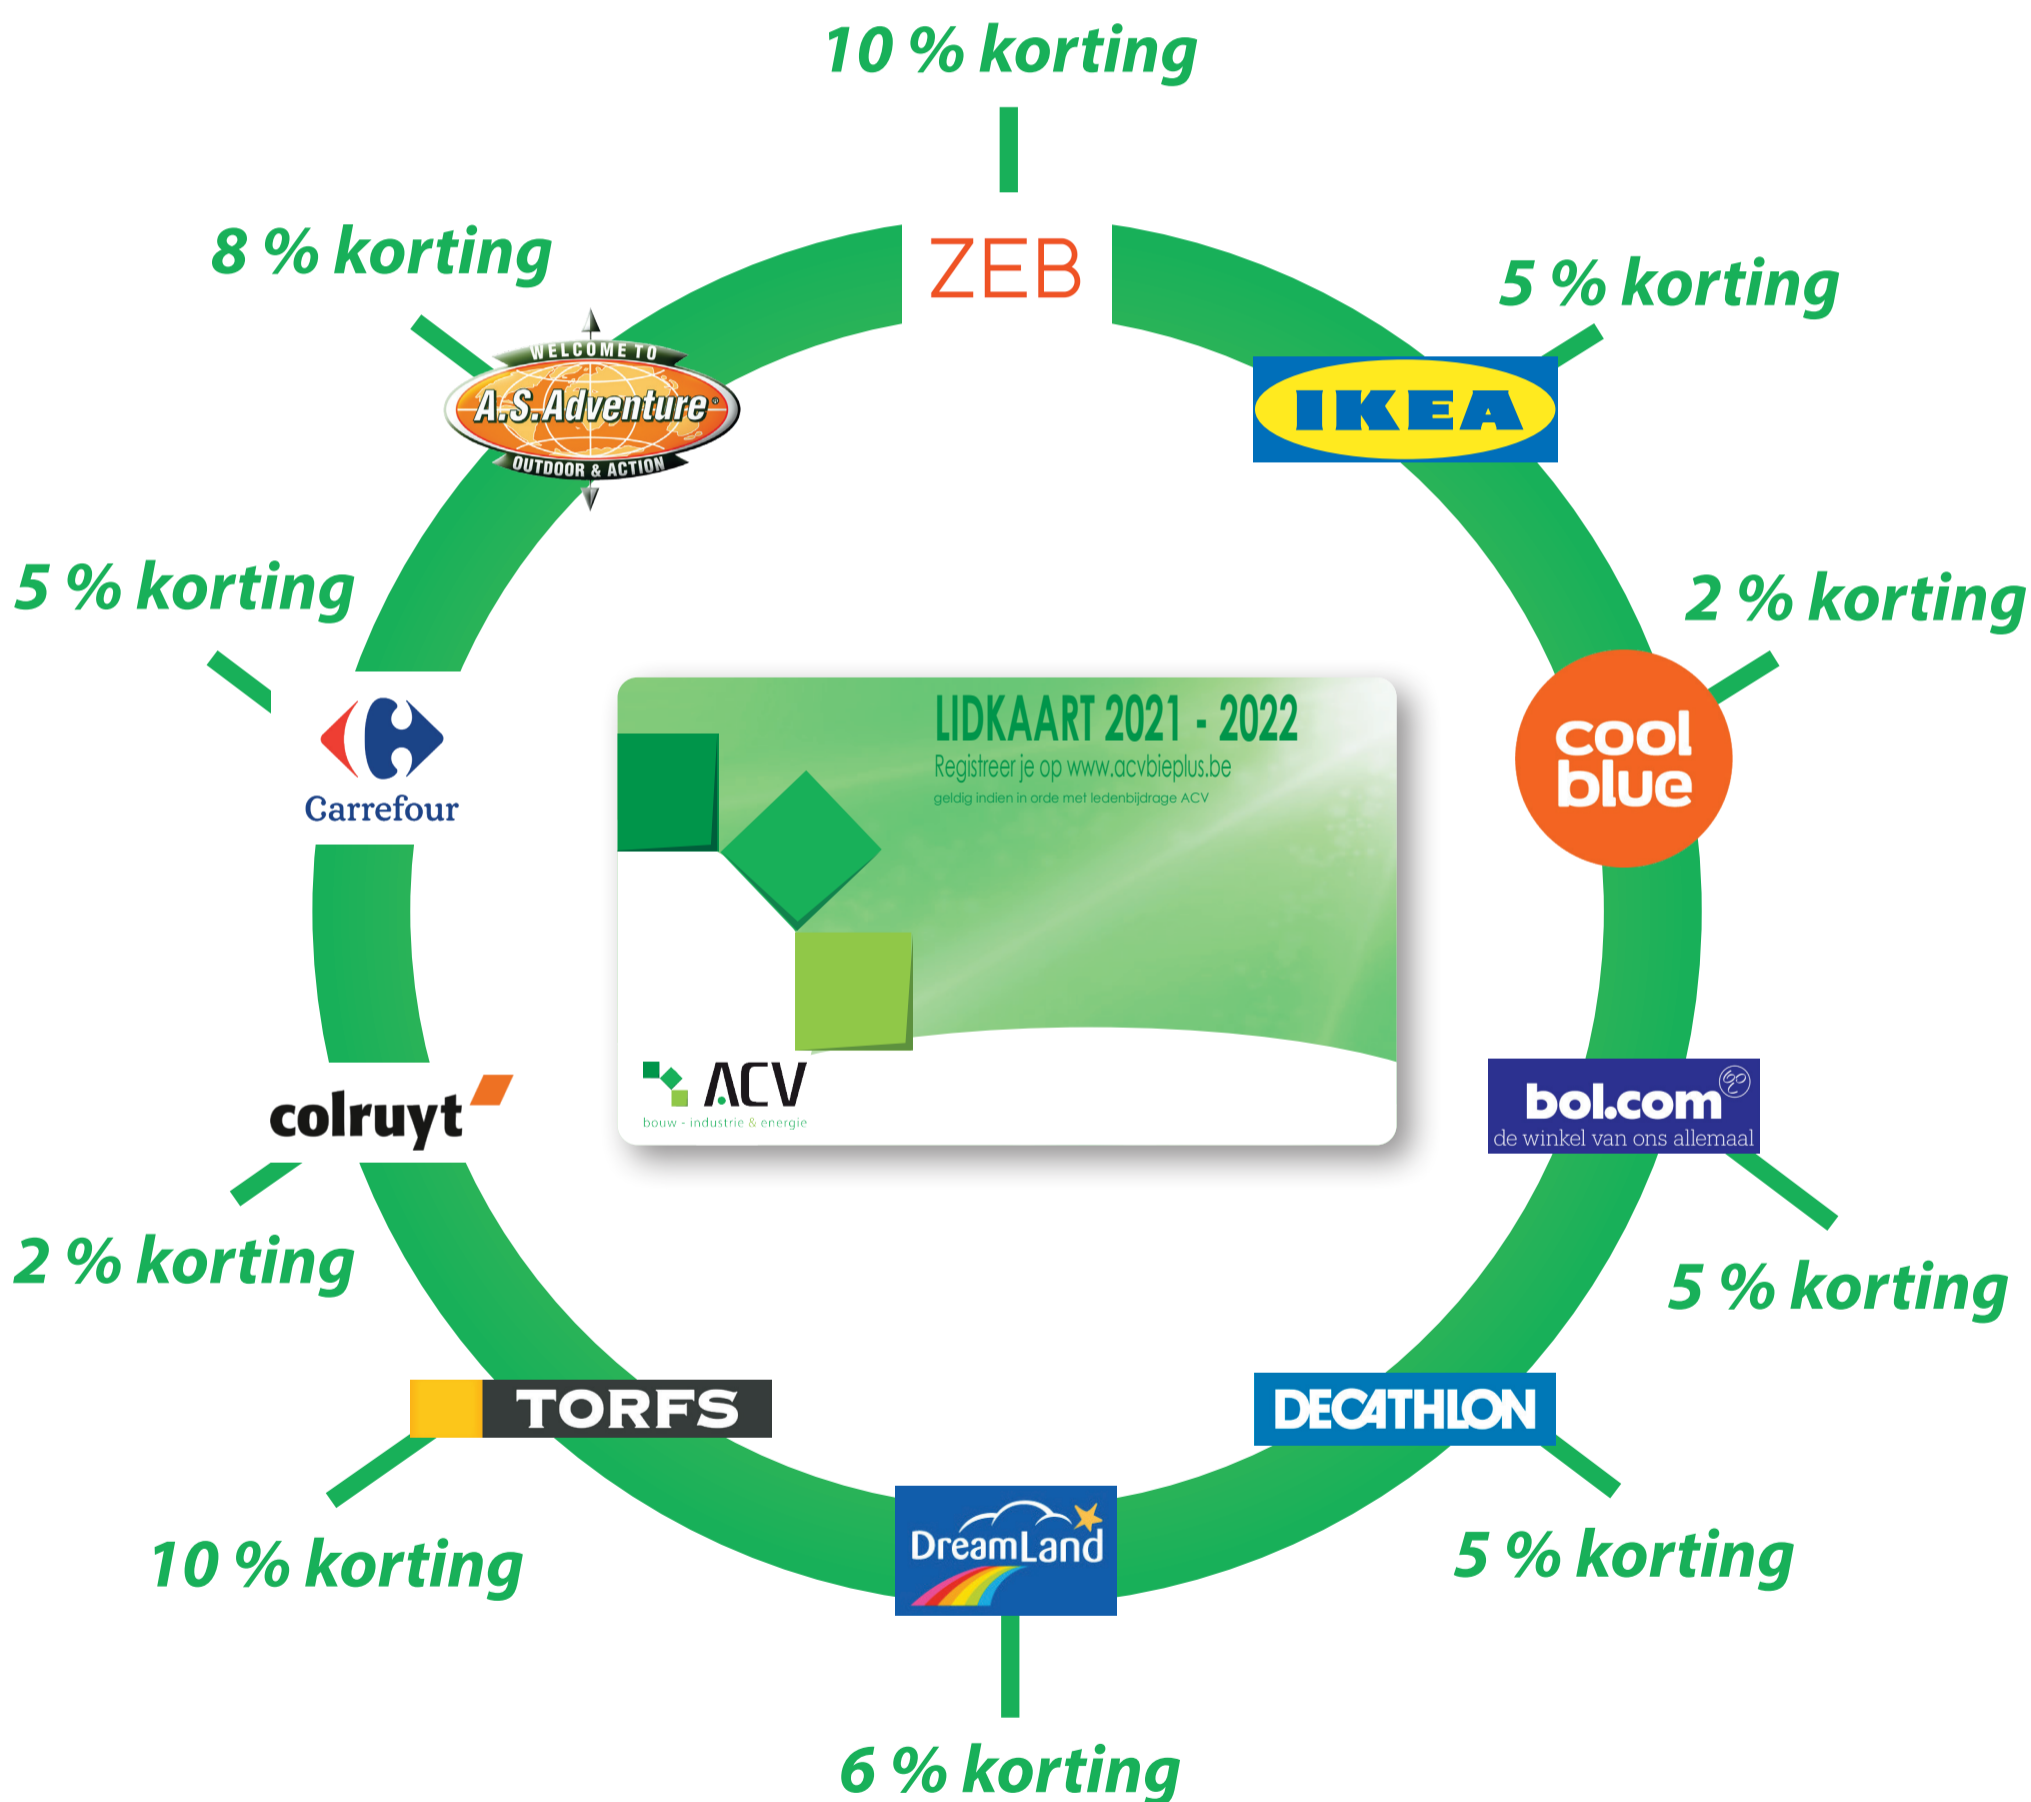 10 % korting
ZEB
8 % korting
WELCOME TO
A.S.Adventure®
OUTDOOR & ACTION
5 % korting
IKEA
5 % korting
Carrefour
2 % korting
cool
blue
LIDKAART 2021 - 2022
Registreer je op www.acvbieplus.be
geldig indien in orde met ledenbijdrage ACV
ACV
bouw - industrie & energie
colruyt
2 % korting
bol.com
de winkel van ons allemaal
5 % korting
TORFS
10 % korting
DECATHLON
5 % korting
DreamLand
6 % korting